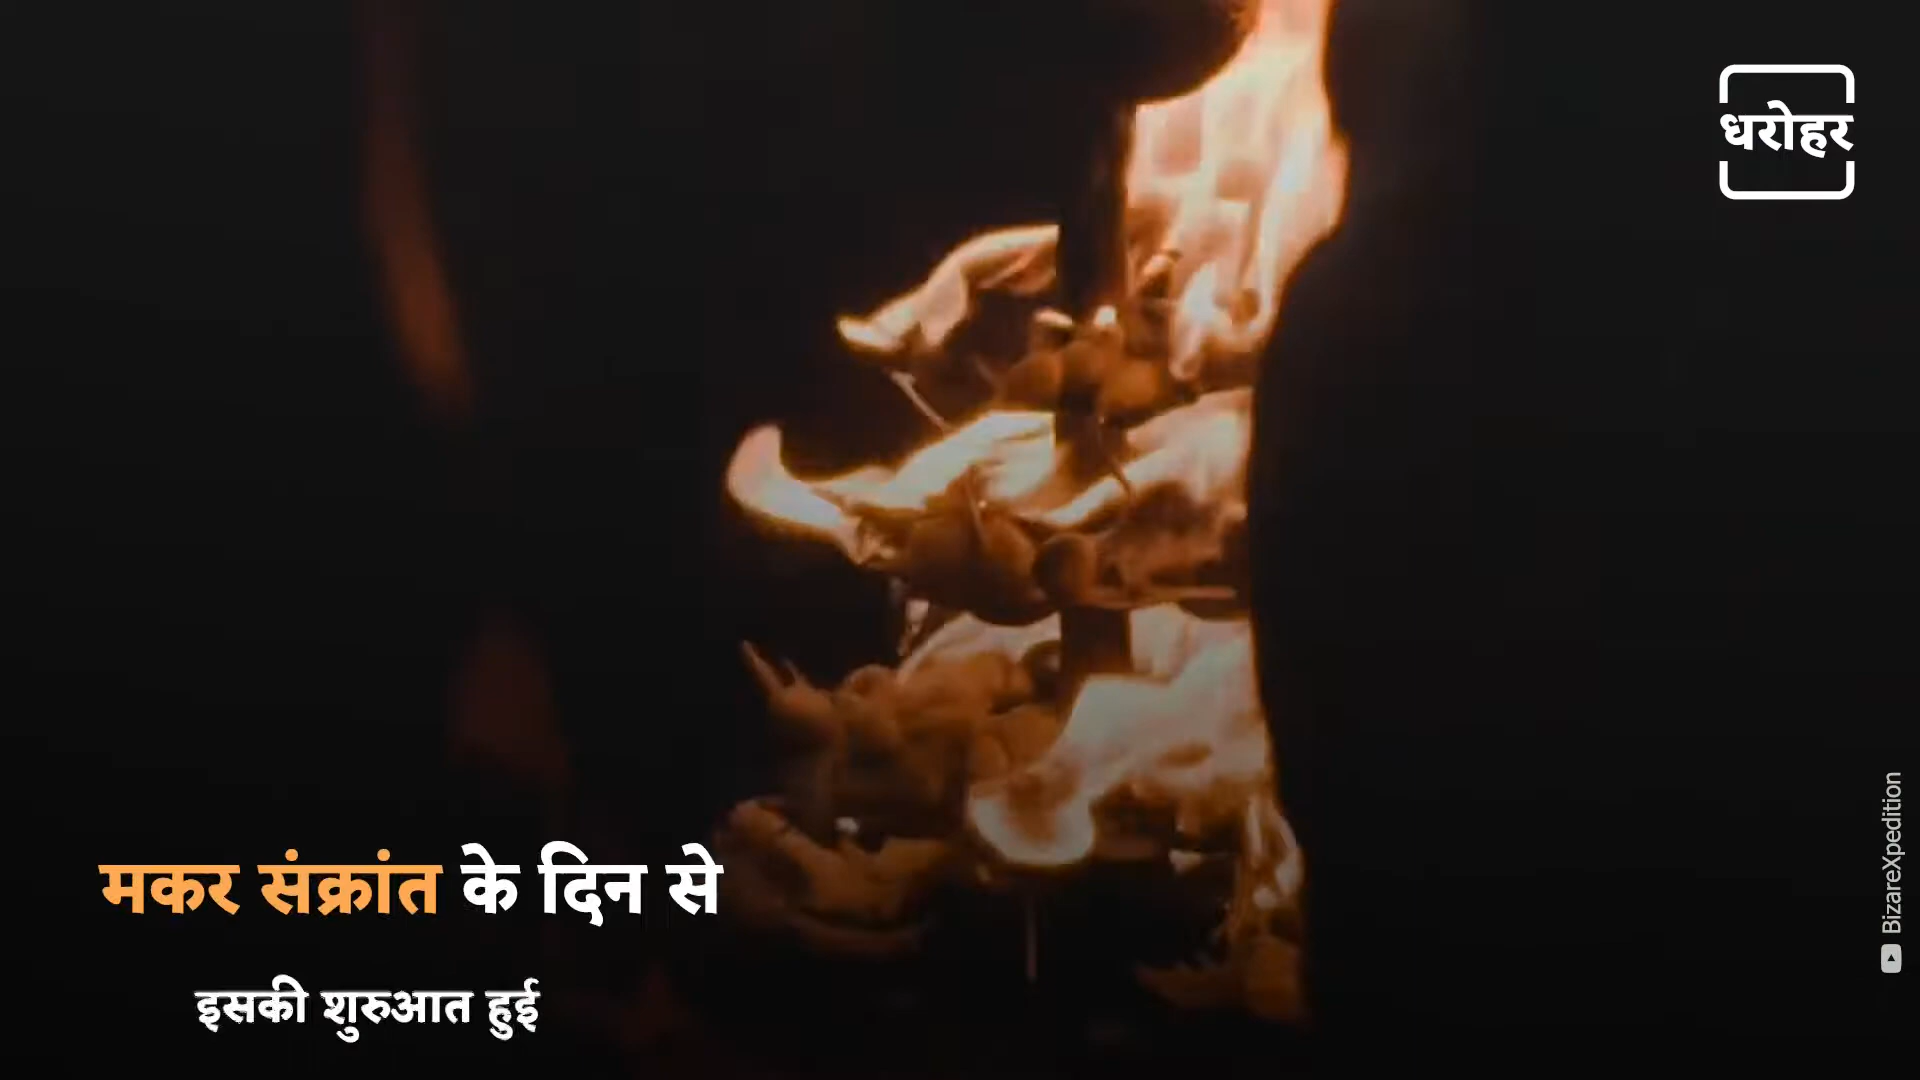 धरोहर
BizareXpedition
मकर संक्रांत के दिन से
इसकी शुरुआत हुई